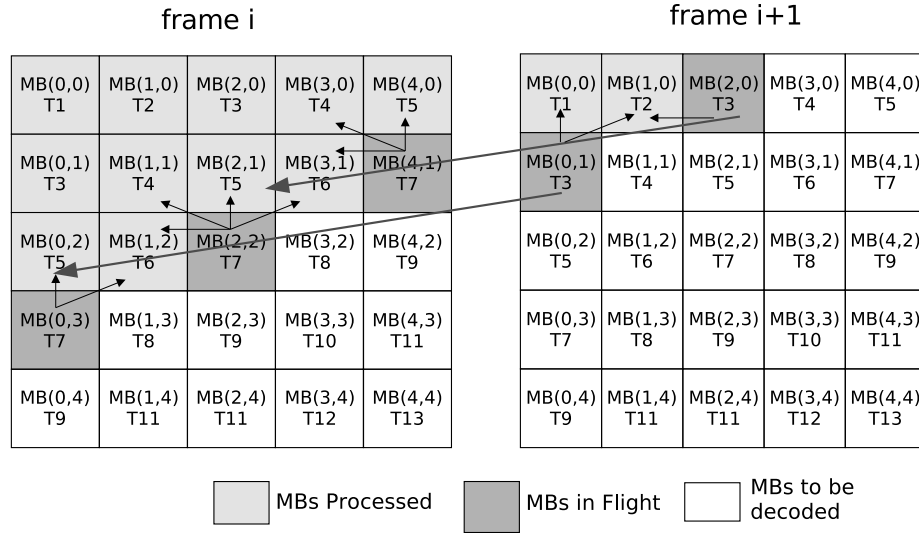 frame i
frame i+1
MB(0,0) MB(1,0) MB(2,0) MB(3,0) MB(4,0)
T1 T2 T3 T4 T5
MB(0,1) MB(1,1) MB(2,1) MB(3,1) MB(4,1)
T3 T4 T5 T6 T7
MB(0,2) MB(1,2) MB(2,2) MB(3,2) MB(4,2)
T5 T6 T7 T8 T9
MB(0,3) MB(1,3) MB(2,3) MB(3,3) MB(4,3)
T7 T8 T9 T10 T11
MB(0,4) MB(1,4) MB(2,4) MB(3,4) MB(4,4)
T9 T11 T11 T12 T13
MB(0,0) MB(1,0) MB(2,0) MB(3,0) MB(4,0)
T1 T2 T3 T4 T5
MB(0,1) MB(1,1) MB(2,1) MB(3,1) MB(4,1)
T3 T4 T5 T6 T7
MB(0,2) MB(1,2) MB(2,2) MB(3,2) MB(4,2)
T5 T6 T7 T8 T9
MB(0,3) MB(1,3) MB(2,3) MB(3,3) MB(4,3)
T7 T8 T9 T10 T11
MB(0,4) MB(1,4) MB(2,4) MB(3,4) MB(4,4)
T9 T11 T11 T12 T13
MBs Processed
MBs in Flight
MBs to be
decoded